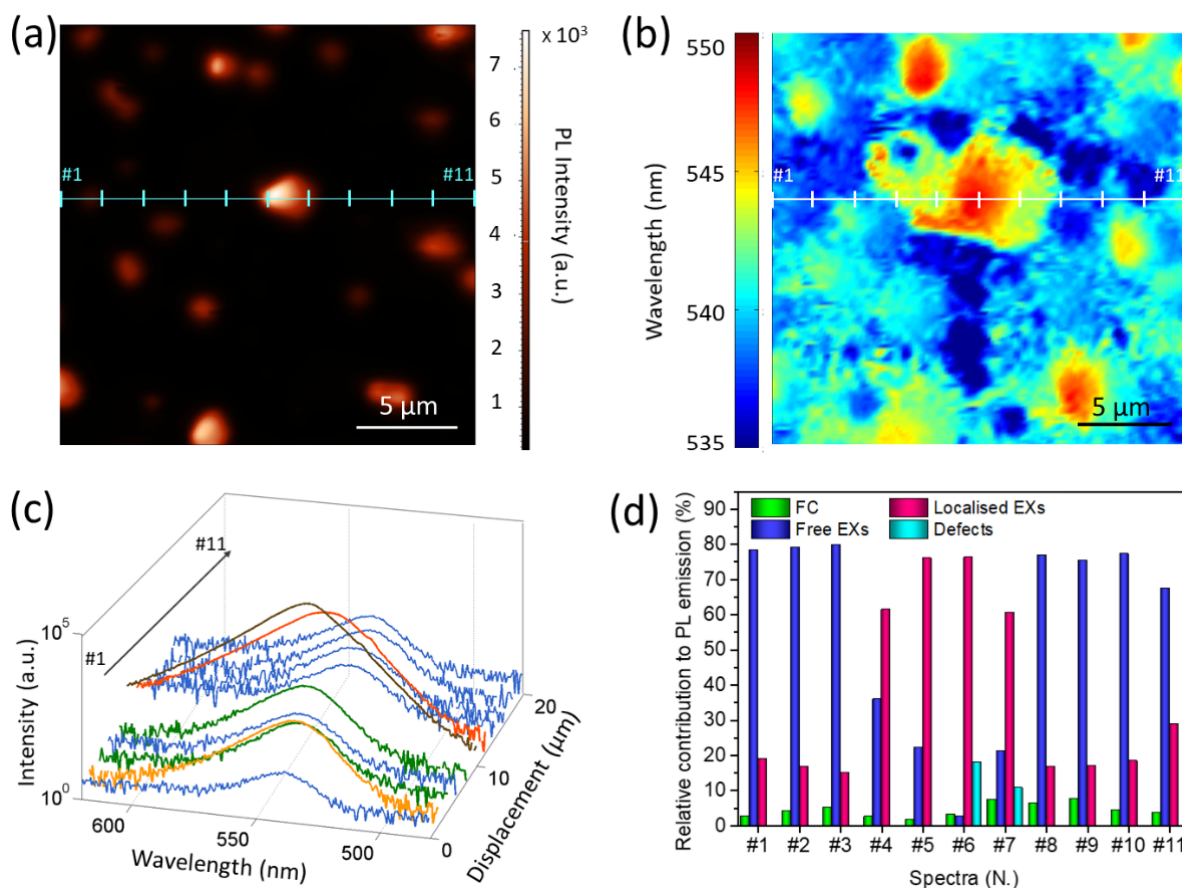 (a)
x 10³
7
6
5
4
3
2
1
PL Intensity (a.u.)
#1
#11
5 µm
(b)
550
545
540
535
Wavelength (nm)
#1
#11
5 µm
(c)
#11
#1
10⁵
10⁰
Intensity (a.u.)
600
550
500
Wavelength (nm)
0
10
20
Displacement (µm)
(d)
FC
Localised EXs
Free EXs
Defects
90
80
70
60
50
40
30
20
10
0
Relative contribution to PL emission (%)
#1 #2 #3 #4 #5 #6 #7 #8 #9 #10 #11
Spectra (N.)